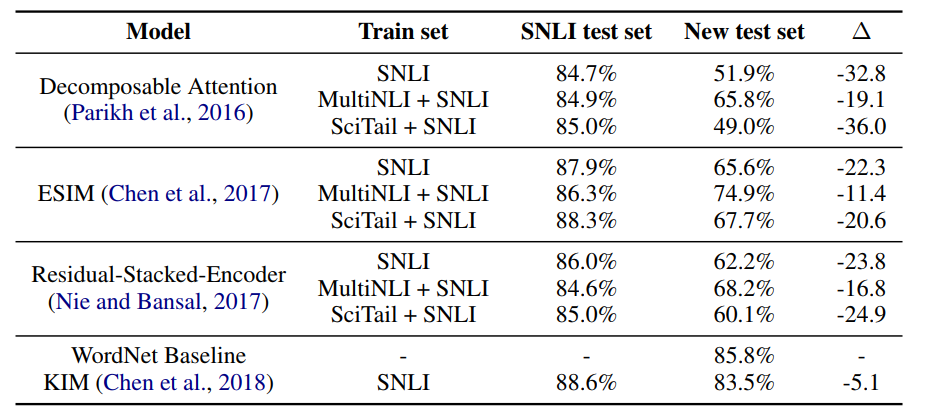 Model Train set SNLI test set New test set Δ
Decomposable Attention
(Parikh et al., 2016)
SNLI 84.7% 51.9% -32.8
MultiNLI + SNLI 84.9% 65.8% -19.1
SciTail + SNLI 85.0% 49.0% -36.0
ESIM (Chen et al., 2017)
SNLI 87.9% 65.6% -22.3
MultiNLI + SNLI 86.3% 74.9% -11.4
SciTail + SNLI 88.3% 67.7% -20.6
Residual-Stacked-Encoder
(Nie and Bansal, 2017)
SNLI 86.0% 62.2% -23.8
MultiNLI + SNLI 84.6% 68.2% -16.8
SciTail + SNLI 85.0% 60.1% -24.9
WordNet Baseline - - 85.8% -
KIM (Chen et al., 2018) SNLI 88.6% 83.5% -5.1